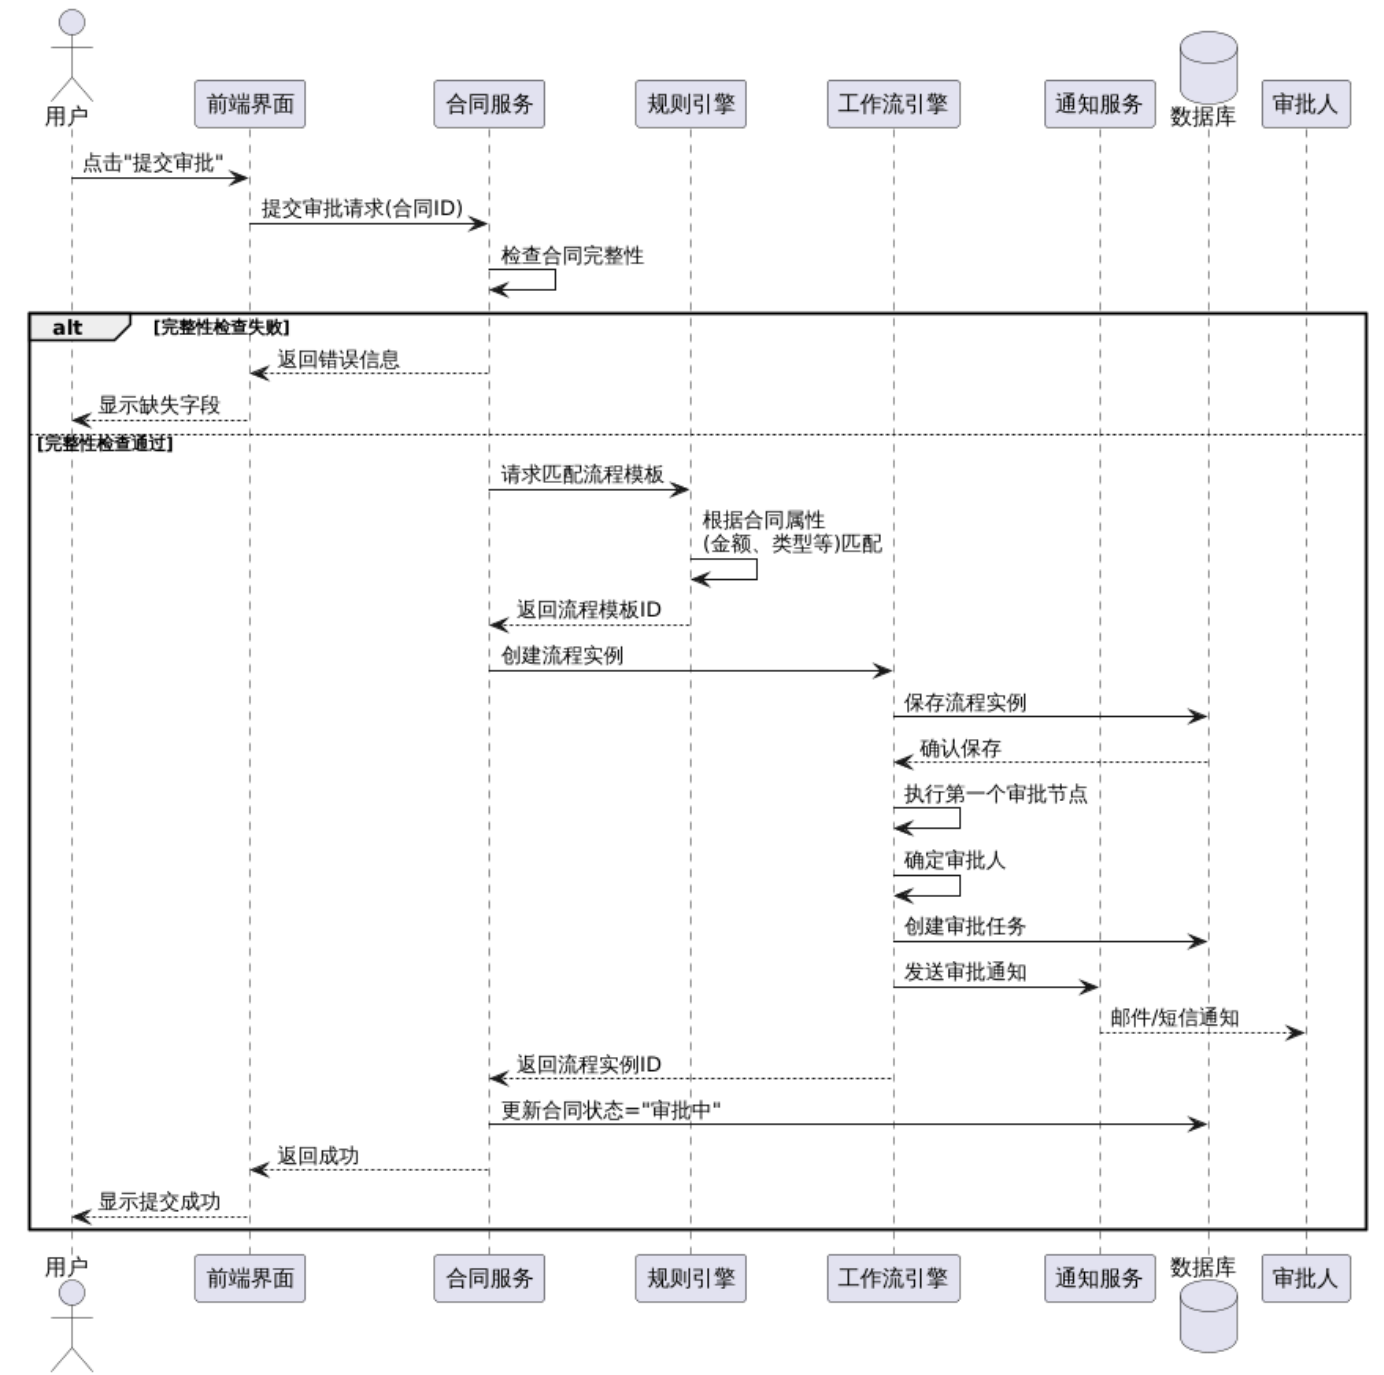 用户
前端界面
合同服务
规则引擎
工作流引擎
通知服务
数据库
审批人
点击"提交审批"
提交审批请求(合同ID)
检查合同完整性
alt
[完整性检查失败]
返回错误信息
显示缺失字段
[完整性检查通过]
请求匹配流程模板
根据合同属性
(金额、类型等)匹配
返回流程模板ID
创建流程实例
保存流程实例
确认保存
执行第一个审批节点
确定审批人
创建审批任务
发送审批通知
邮件/短信通知
返回流程实例ID
更新合同状态="审批中"
返回成功
显示提交成功
用户
前端界面
合同服务
规则引擎
工作流引擎
通知服务
数据库
审批人